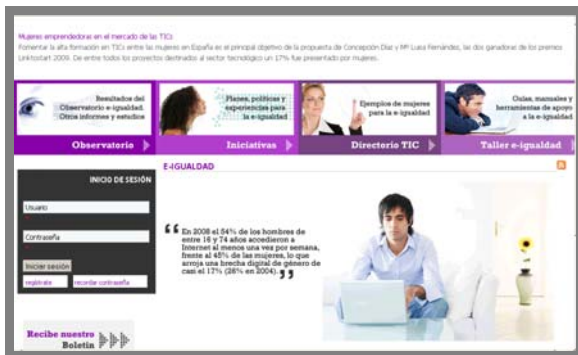 Mujeres emprendedoras en el mercado de las TICs
Fomentar la alta formación en TICs entre las mujeres en España es el principal objetivo de la propuesta de Concepción Díaz y Mª Luisa Fernández, las dos ganadoras de los premios
Linktostart 2009. De entre todos los proyectos destinados al sector tecnológico un 17% fue presentado por mujeres.
Resultados del
Observatorio e-igualdad.
Otros informes y estudios
Observatorio
Planes, políticas y
experiencias para
la e-igualdad
Iniciativas
Ejemplos de mujeres
para la e-igualdad
Directorio TIC
Guías, manuales y
herramientas de apoyo
a la e-igualdad
Taller e-igualdad
INICIO DE SESIÓN
Usuario
Contraseña
Iniciar sesión
regístrate recordar contraseña
Recibe nuestro
Boletín
E-IGUALDAD
“ En 2008 el 54% de los hombres de
entre 16 y 74 años accedieron a
Internet al menos una vez por semana,
frente al 45% de las mujeres, lo que
arroja una brecha digital de género de
casi el 17% (26% en 2004). ”